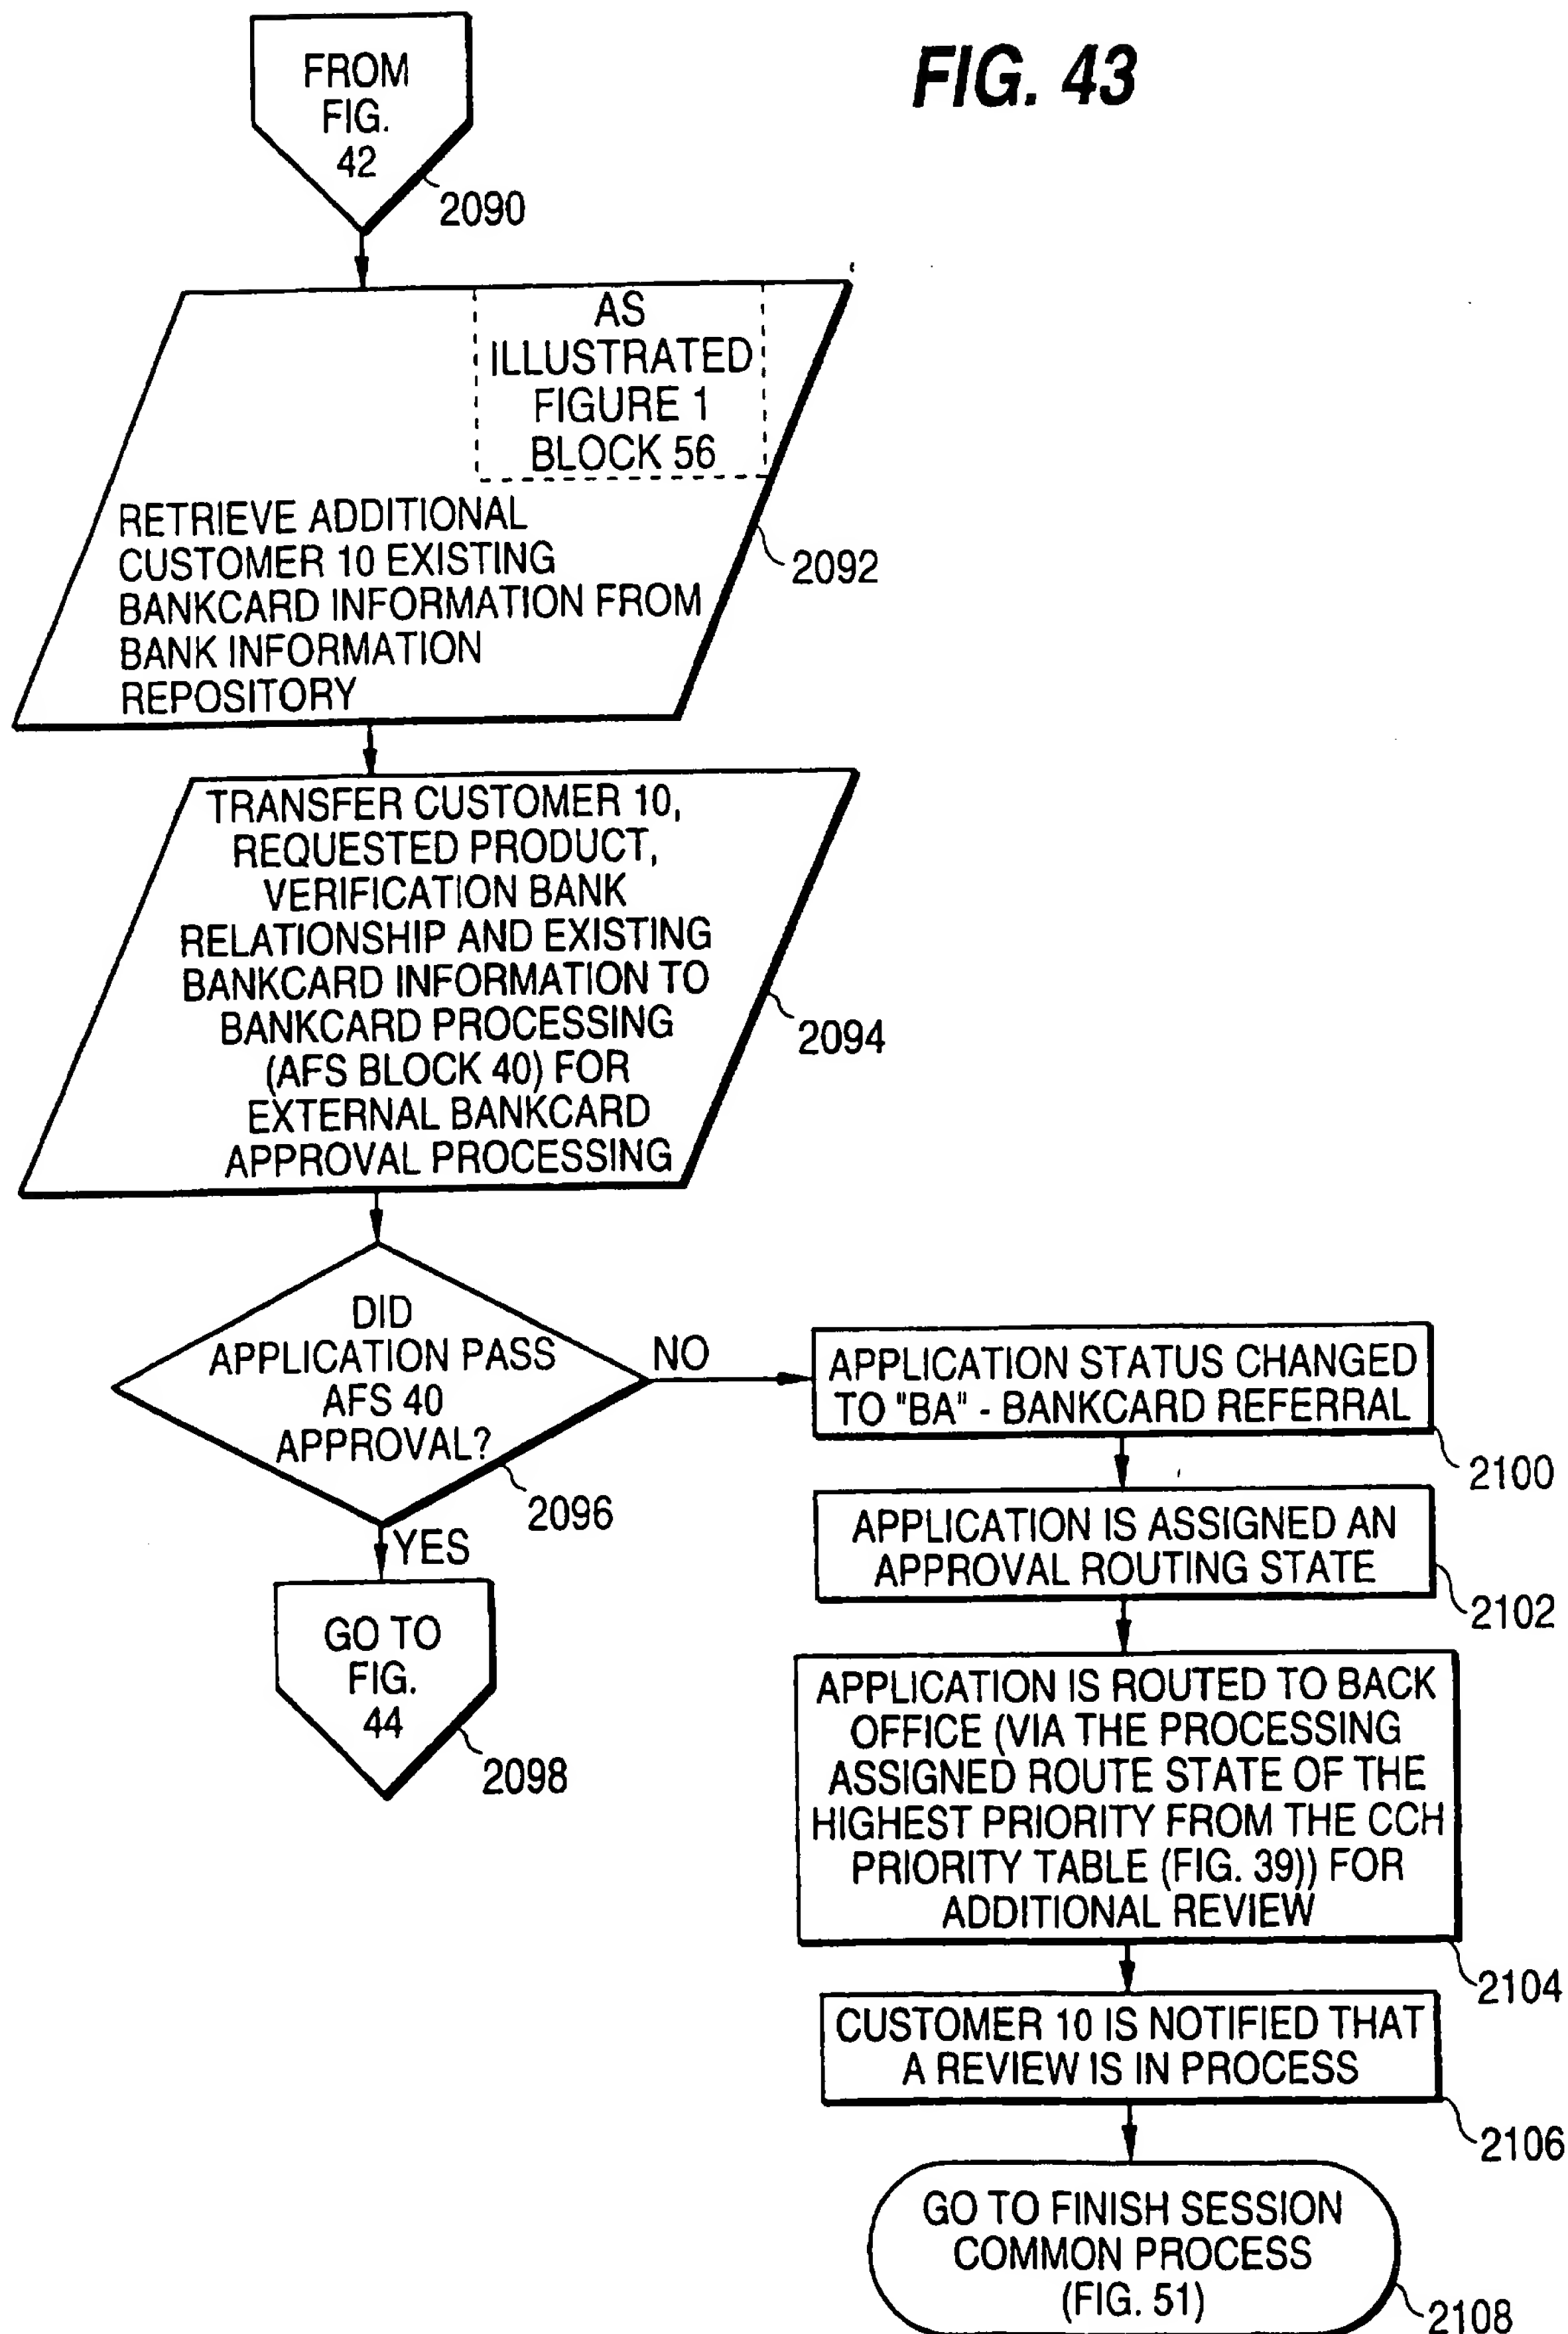 FIG. 43
FROM
FIG.
42
2090
AS
ILLUSTRATED
FIGURE 1
BLOCK 56
RETRIEVE ADDITIONAL
CUSTOMER 10 EXISTING
BANKCARD INFORMATION FROM
BANK INFORMATION
REPOSITORY
2092
TRANSFER CUSTOMER 10,
REQUESTED PRODUCT,
VERIFICATION BANK
RELATIONSHIP AND EXISTING
BANKCARD INFORMATION TO
BANKCARD PROCESSING
(AFS BLOCK 40) FOR
EXTERNAL BANKCARD
APPROVAL PROCESSING
2094
DID
APPLICATION PASS
AFS 40
APPROVAL?
2096
NO
YES
GO TO
FIG.
44
2098
APPLICATION STATUS CHANGED
TO "BA" - BANKCARD REFERRAL
2100
APPLICATION IS ASSIGNED AN
APPROVAL ROUTING STATE
2102
APPLICATION IS ROUTED TO BACK
OFFICE (VIA THE PROCESSING
ASSIGNED ROUTE STATE OF THE
HIGHEST PRIORITY FROM THE CCH
PRIORITY TABLE (FIG. 39)) FOR
ADDITIONAL REVIEW
2104
CUSTOMER 10 IS NOTIFIED THAT
A REVIEW IS IN PROCESS
2106
GO TO FINISH SESSION
COMMON PROCESS
(FIG. 51)
2108